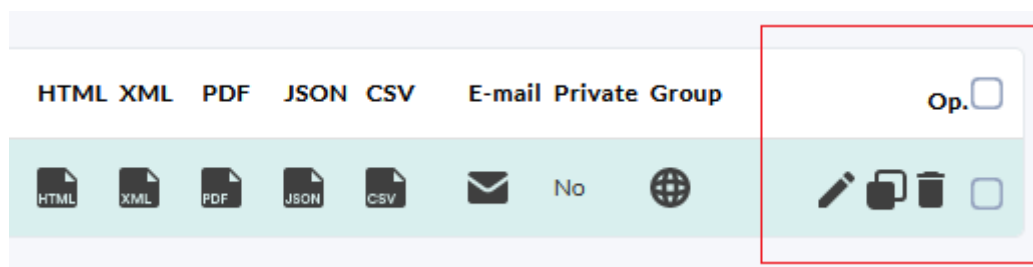 HTML XML PDF JSON CSV E-mail Private Group Op.
HTML XML PDF JSON CSV No